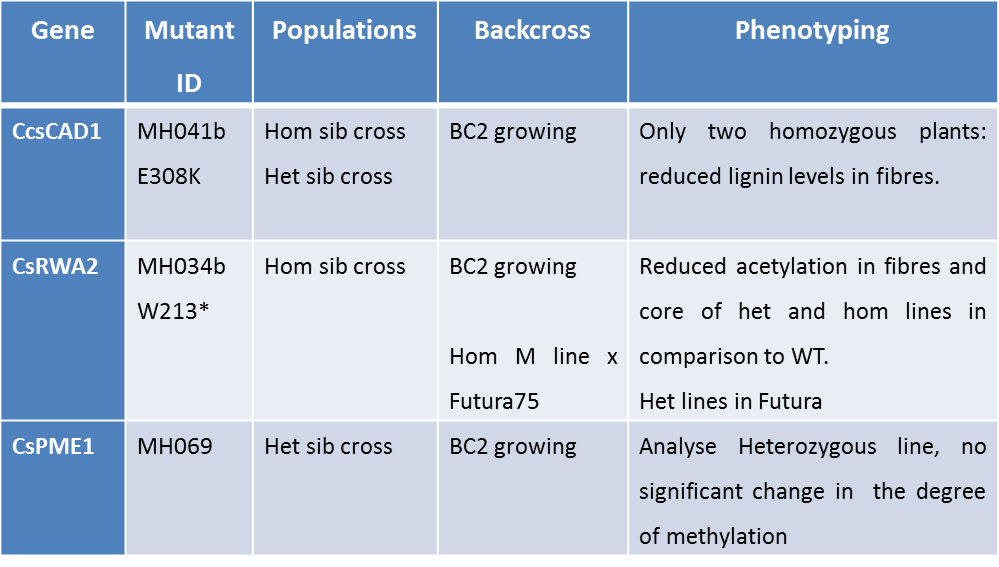 Gene
Mutant
ID
Populations
Backcross
Phenotyping
CcsCAD1
MH041b
E308K
Hom sib cross
Het sib cross
BC2 growing
Only two homozygous plants:
reduced lignin levels in fibres.
CsRWA2
MH034b
W213*
Hom sib cross
BC2 growing
Hom M line x
Futura75
Reduced acetylation in fibres and
core of het and hom lines in
comparison to WT.
Het lines in Futura
CsPME1
MH069
Het sib cross
BC2 growing
Analyse Heterozygous line, no
significant change in the degree
of methylation